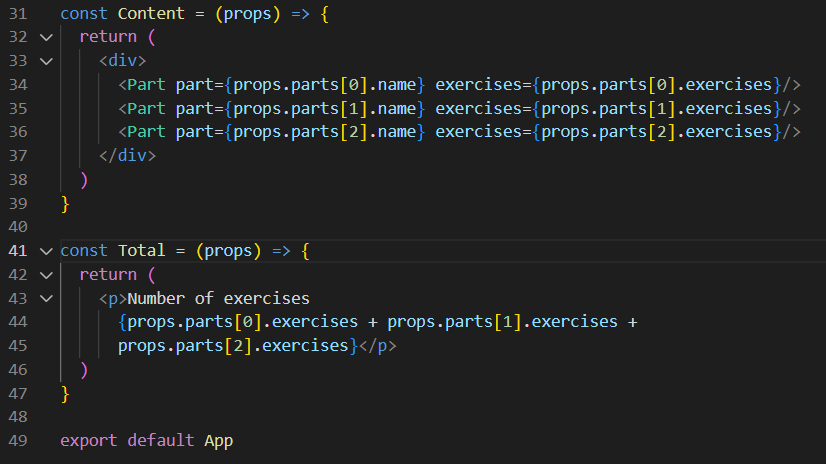 31 const Content = (props) => {
32 return (
33 <div>
34 <Part part={props.parts[0].name} exercises={props.parts[0].exercises}/>
35 <Part part={props.parts[1].name} exercises={props.parts[1].exercises}/>
36 <Part part={props.parts[2].name} exercises={props.parts[2].exercises}/>
37 </div>
38 )
39 }
40
41 const Total = (props) => {
42 return (
43 <p>Number of exercises
44 {props.parts[0].exercises + props.parts[1].exercises +
45 props.parts[2].exercises}</p>
46 )
47 }
48
49 export default App